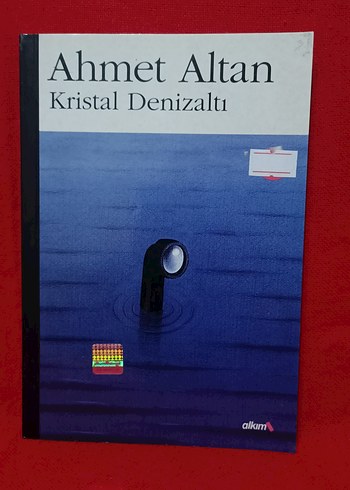 Ahmet Altan
Kristal Denizaltı
alkım